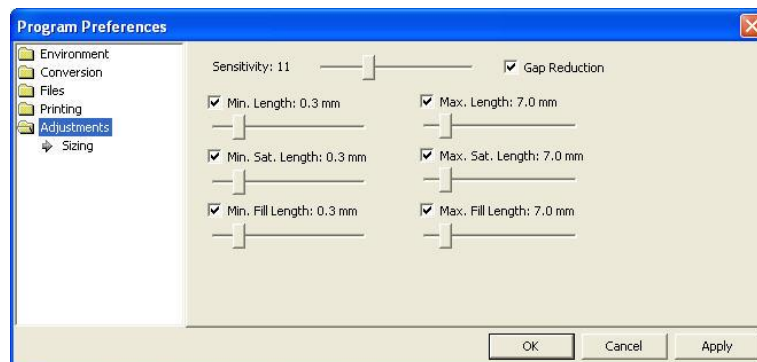 Program Preferences
Environment
Conversion
Files
Printing
Adjustments
Sizing
Sensitivity: 11
Gap Reduction
Min. Length: 0.3 mm
Max. Length: 7.0 mm
Min. Sat. Length: 0.3 mm
Max. Sat. Length: 7.0 mm
Min. Fill Length: 0.3 mm
Max. Fill Length: 7.0 mm
OK
Cancel
Apply